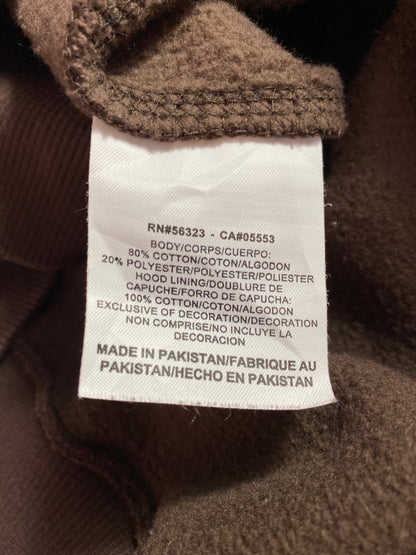 RN#56323 - CA#05553
BODY/CORPS/CUERPO:
80% COTTON/COTON/ALGODON
20% POLYESTER/POLYESTER/POLIESTER
HOOD LINING/DOUBLURE DE
CAPUCHE/FORRO DE CAPUCHA:
100% COTTON/COTON/ALGODON
EXCLUSIVE OF DECORATION/DECORATION
NON COMPRISE/NO INCLUYE LA
DECORACION
MADE IN PAKISTAN/FABRIQUE AU
PAKISTAN/HECHO EN PAKISTAN